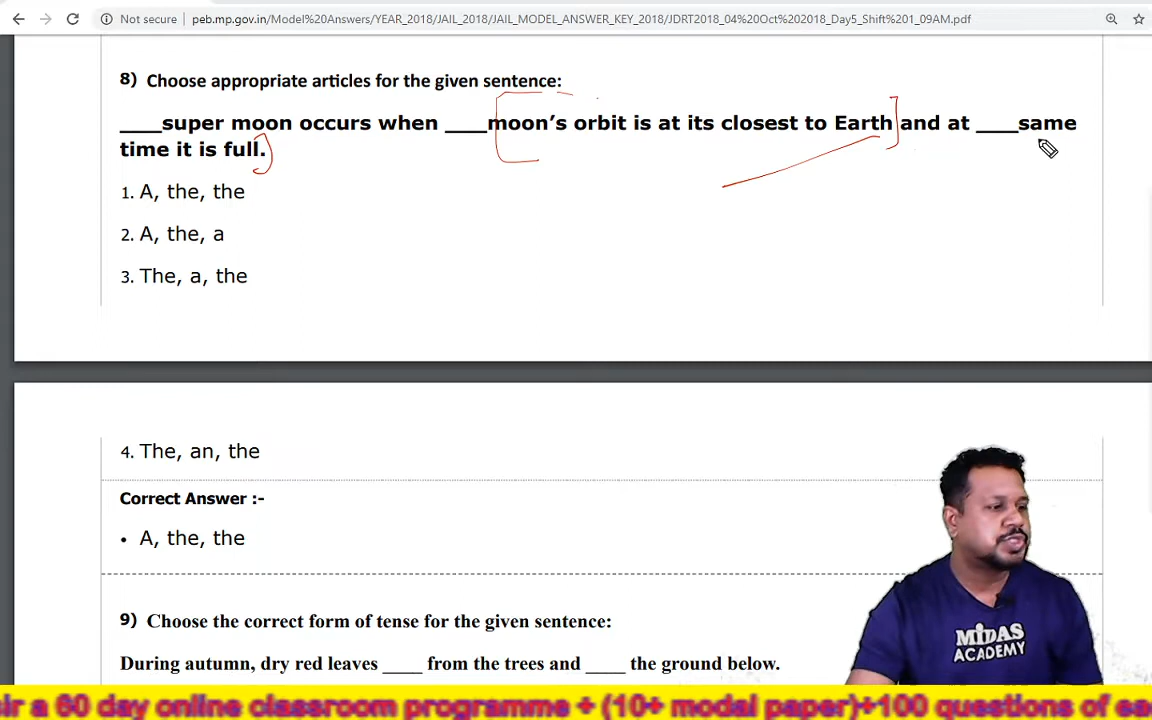 Not secure
peb.mp.gov.in/Model%20Answers/YEAR_2018/JAIL_2018/JAIL_MODEL_ANSWER_KEY_2018/JDRT2018_04%20Oct%202018_Day5_Shift%201_09AM.pdf
8) Choose appropriate articles for the given sentence:
____super moon occurs when ____moon's orbit is at its closest to Earth and at ____same
time it is full.
1. A, the, the
2. A, the, a
3. The, a, the
4. The, an, the
Correct Answer :-
• A, the, the
9) Choose the correct form of tense for the given sentence:
During autumn, dry red leaves ____ from the trees and ____ the ground below.
MIDAS
ACADEMY
ir a 60 day online classroom programme + (10+ modal paper)+100 questions of ea